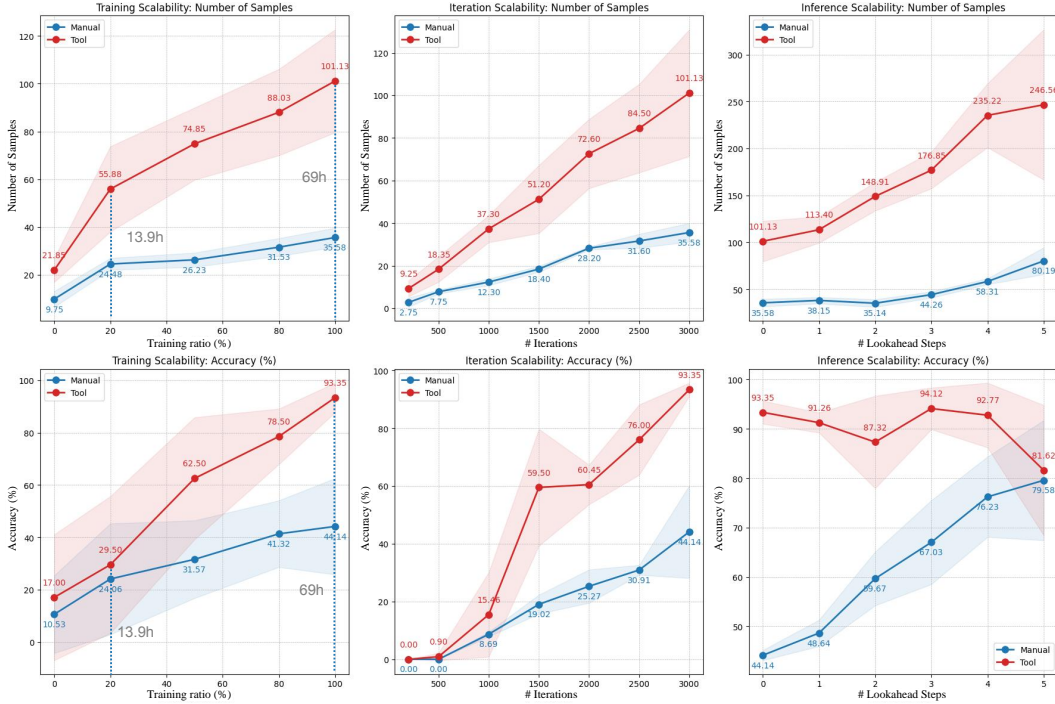 Training Scalability: Number of Samples
Manual
Tool
120
100
80
60
40
20
Number of Samples
21.85
55.88
74.85
88.03
101.13
9.75
24.48
26.23
31.53
35.58
13.9h
69h
0 20 40 60 80 100
Training ratio (%)
Iteration Scalability: Number of Samples
Manual
Tool
120
100
80
60
40
20
0
Number of Samples
9.25
18.35
37.30
51.20
72.60
84.50
101.13
2.75
7.75
12.30
18.40
28.20
31.60
35.58
500 1000 1500 2000 2500 3000
# Iterations
Inference Scalability: Number of Samples
Manual
Tool
300
250
200
150
100
50
Number of Samples
101.13
113.40
148.91
176.85
235.22
246.56
35.58
38.15
35.14
44.26
58.31
80.19
0 1 2 3 4 5
# Lookahead Steps
Training Scalability: Accuracy (%)
Manual
Tool
100
80
60
40
20
0
Accuracy (%)
17.00
29.50
62.50
78.50
93.35
10.53
24.06
31.57
41.32
44.14
13.9h
69h
0 20 40 60 80 100
Training ratio (%)
Iteration Scalability: Accuracy (%)
Manual
Tool
100
80
60
40
20
0
Accuracy (%)
0.00
0.90
15.46
59.50
60.45
76.00
93.35
0.00
0.00
8.69
19.02
25.27
30.91
44.14
500 1000 1500 2000 2500 3000
# Iterations
Inference Scalability: Accuracy (%)
100
90
80
70
60
50
Accuracy (%)
93.35
91.26
87.32
94.12
92.77
81.62
44.14
48.64
59.67
67.03
76.23
79.58
Manual
Tool
0 1 2 3 4 5
# Lookahead Steps